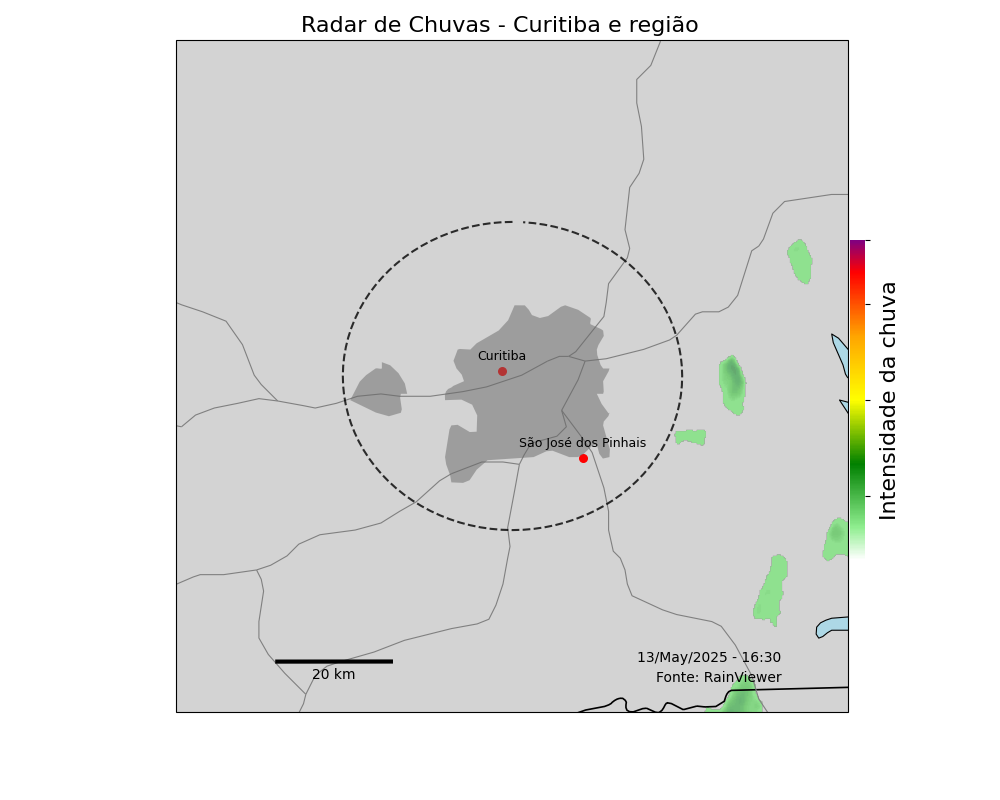 Radar de Chuvas - Curitiba e região
Curitiba
São José dos Pinhais
Intensidade da chuva
13/May/2025 - 16:30
20 km
Fonte: RainViewer